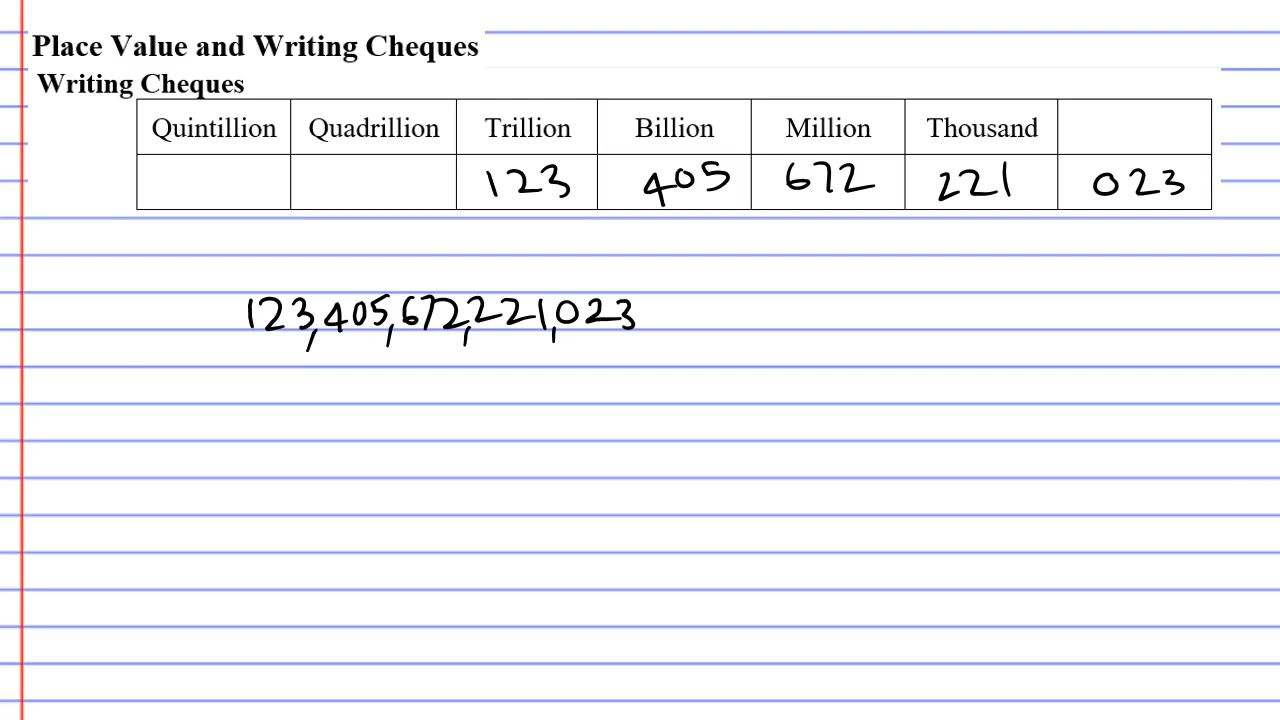 Place Value and Writing Cheques
Writing Cheques
Quintillion Quadrillion Trillion Billion Million Thousand
123 405 672 221 023
123,405,672,221,023